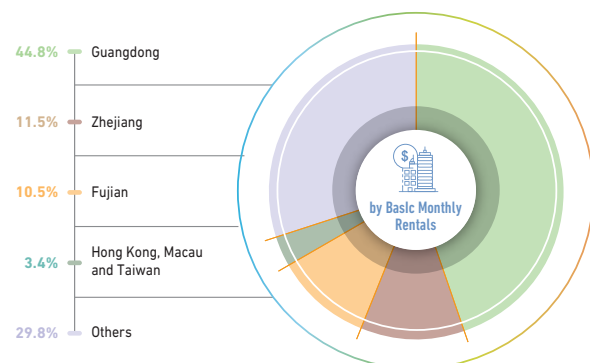 44.8% Guangdong
11.5% Zhejiang
10.5% Fujian
3.4% Hong Kong, Macau
and Taiwan
29.8% Others
$
by Basic Monthly
Rentals